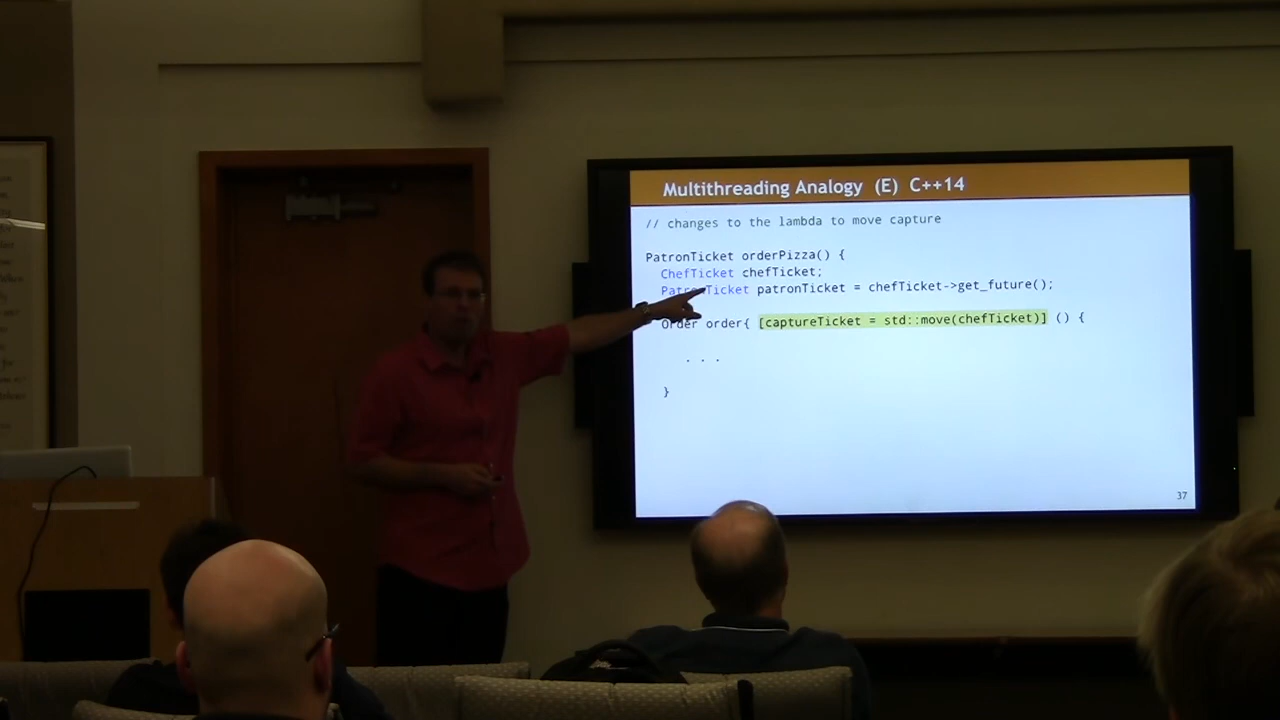 Multithreading Analogy (E) C++14
// changes to the lambda to move capture
PatronTicket orderPizza() {
ChefTicket chefTicket;
PatronTicket patronTicket = chefTicket->get_future();
Order order{ [captureTicket = std::move(chefTicket)] () {
. . .
}
37